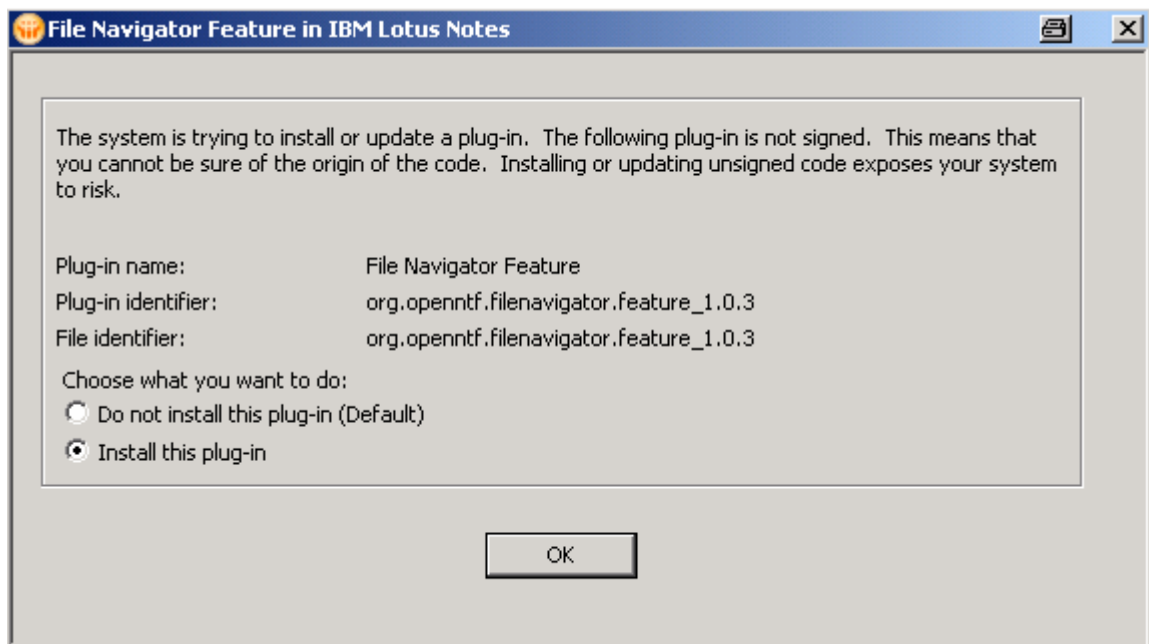 File Navigator Feature in IBM Lotus Notes
The system is trying to install or update a plug-in.  The following plug-in is not signed.  This means that
you cannot be sure of the origin of the code.  Installing or updating unsigned code exposes your system
to risk.
Plug-in name: File Navigator Feature
Plug-in identifier: org.openntf.filenavigator.feature_1.0.3
File identifier: org.openntf.filenavigator.feature_1.0.3
Choose what you want to do:
Do not install this plug-in (Default)
Install this plug-in
OK